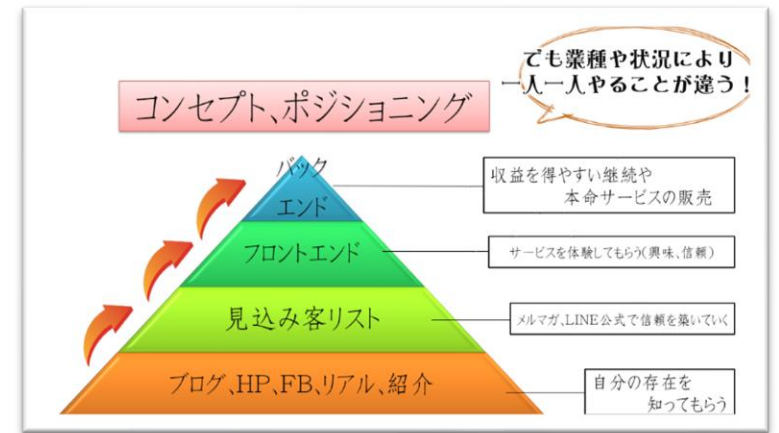 でも業種や状況により
一人一人やることが違う!
コンセプト、ポジショニング
バック
エンド
収益を得やすい継続や
本命サービスの販売
フロントエンド
サービスを体験してもらう(興味、信頼)
見込み客リスト
メルマガ、LINE公式で信頼を築いていく
ブログ、HP、FB、リアル、紹介
自分の存在を
知ってもらう